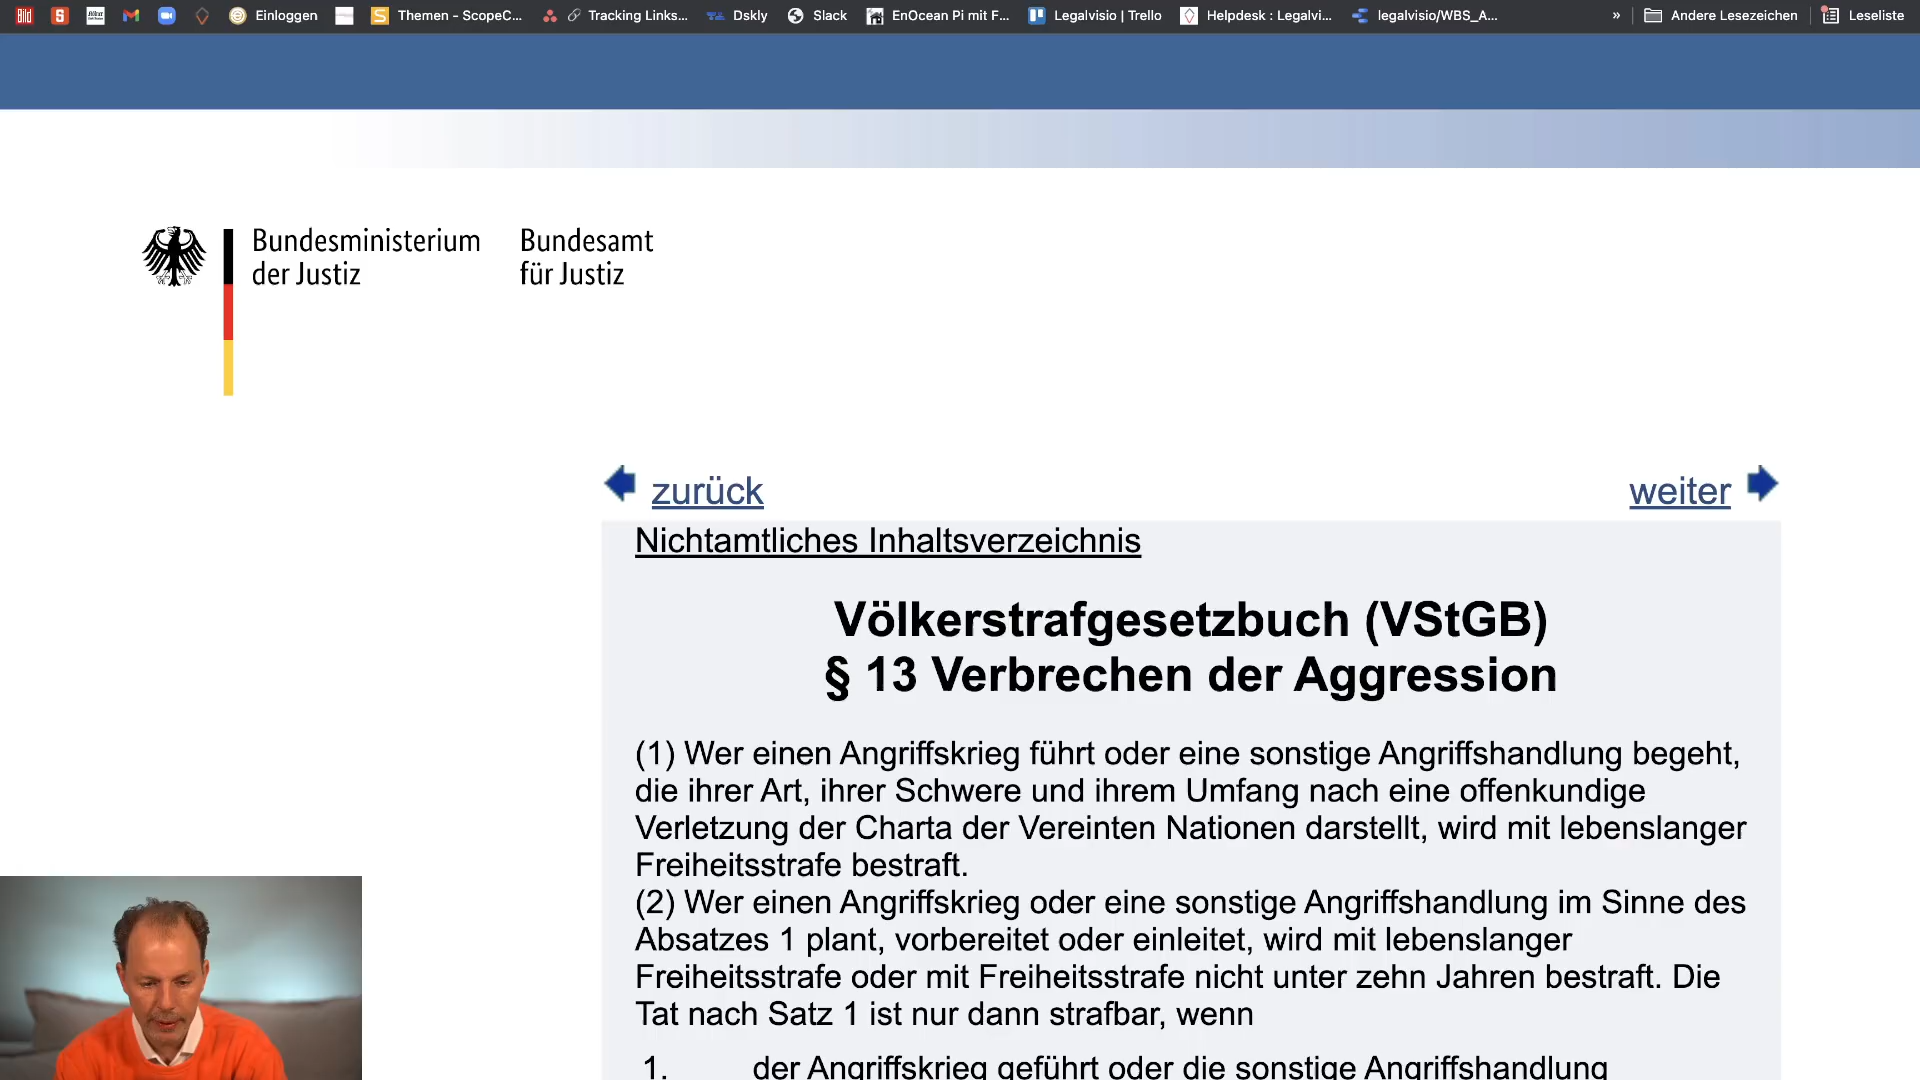 Bild
S
Einloggen
S
Themen - ScopeC...
Tracking Links...
Dskly
Slack
EnOcean Pi mit F...
Legalvisio | Trello
Helpdesk : Legalvi...
legalvisio/WBS_A...
»
Andere Lesezeichen
Leseliste
Bundesministerium
der Justiz
Bundesamt
für Justiz
zurück
weiter
Nichtamtliches Inhaltsverzeichnis
Völkerstrafgesetzbuch (VStGB)
§ 13 Verbrechen der Aggression
(1) Wer einen Angriffskrieg führt oder eine sonstige Angriffshandlung begeht,
die ihrer Art, ihrer Schwere und ihrem Umfang nach eine offenkundige
Verletzung der Charta der Vereinten Nationen darstellt, wird mit lebenslanger
Freiheitsstrafe bestraft.
(2) Wer einen Angriffskrieg oder eine sonstige Angriffshandlung im Sinne des
Absatzes 1 plant, vorbereitet oder einleitet, wird mit lebenslanger
Freiheitsstrafe oder mit Freiheitsstrafe nicht unter zehn Jahren bestraft. Die
Tat nach Satz 1 ist nur dann strafbar, wenn
1. der Angriffskrieg geführt oder die sonstige Angriffshandlung